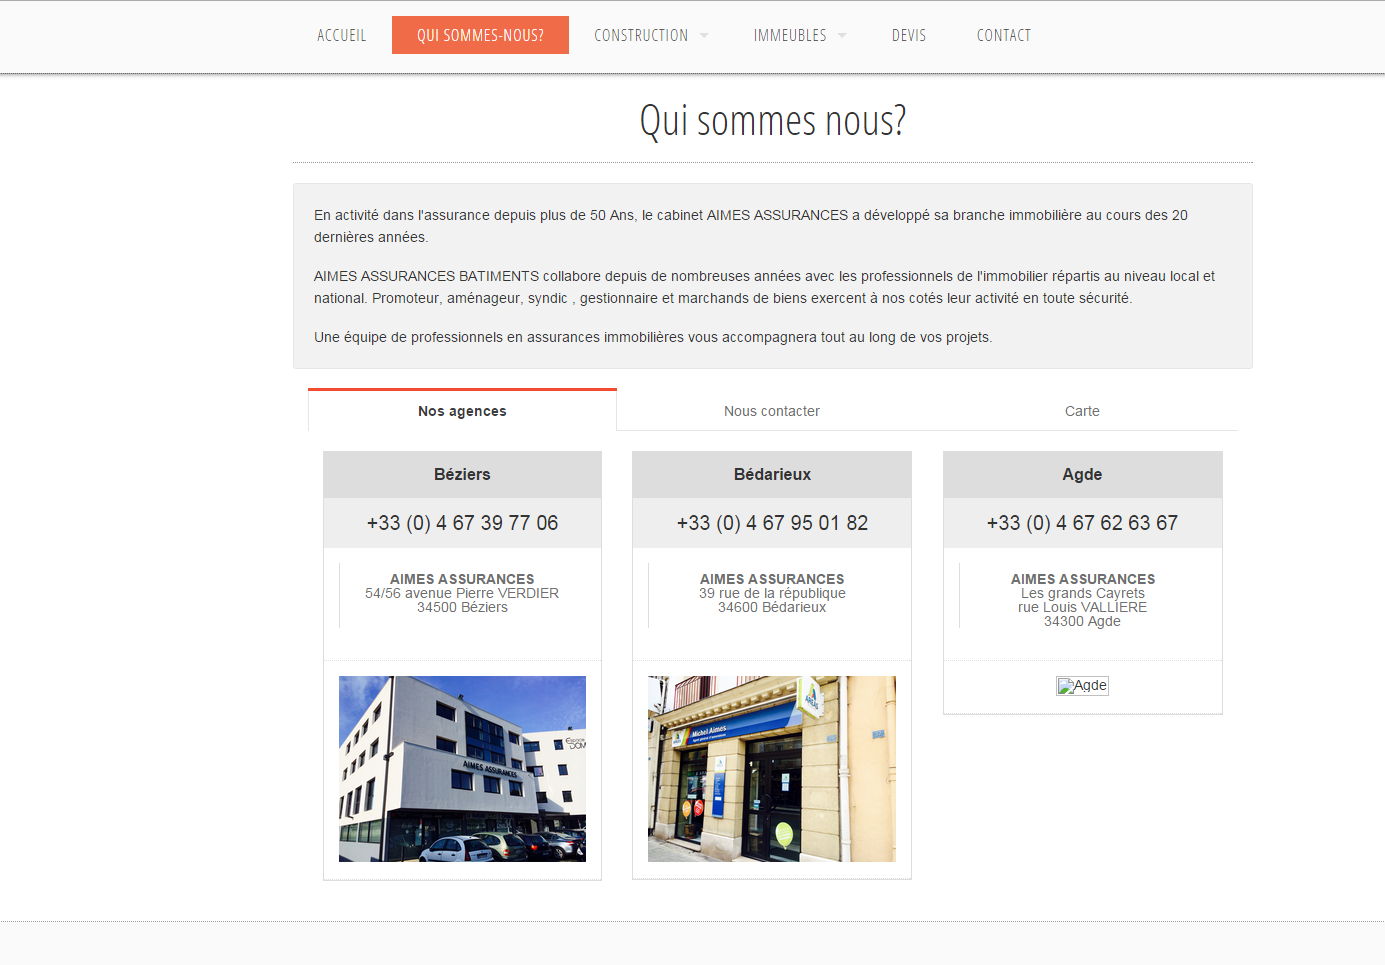 ACCUEIL QUI SOMMES-NOUS? CONSTRUCTION IMMEUBLES DEVIS CONTACT
Qui sommes nous?
En activité dans l'assurance depuis plus de 50 Ans, le cabinet AIMES ASSURANCES a développé sa branche immobilière au cours des 20
dernières années.
AIMES ASSURANCES BATIMENTS collabore depuis de nombreuses années avec les professionnels de l'immobilier répartis au niveau local et
national. Promoteur, aménageur, syndic , gestionnaire et marchands de biens exercent à nos cotés leur activité en toute sécurité.
Une équipe de professionnels en assurances immobilières vous accompagnera tout au long de vos projets.
Nos agences Nous contacter Carte
Béziers
+33 (0) 4 67 39 77 06
AIMES ASSURANCES
54/56 avenue Pierre VERDIER
34500 Béziers
Espace
DOM
AIMES ASSURANCES
Bédarieux
+33 (0) 4 67 95 01 82
AIMES ASSURANCES
39 rue de la république
34600 Bédarieux
AREAS
Michel Aimes
Agent général d'assurances
Agde
+33 (0) 4 67 62 63 67
AIMES ASSURANCES
Les grands Cayrets
rue Louis VALLIERE
34300 Agde
Agde